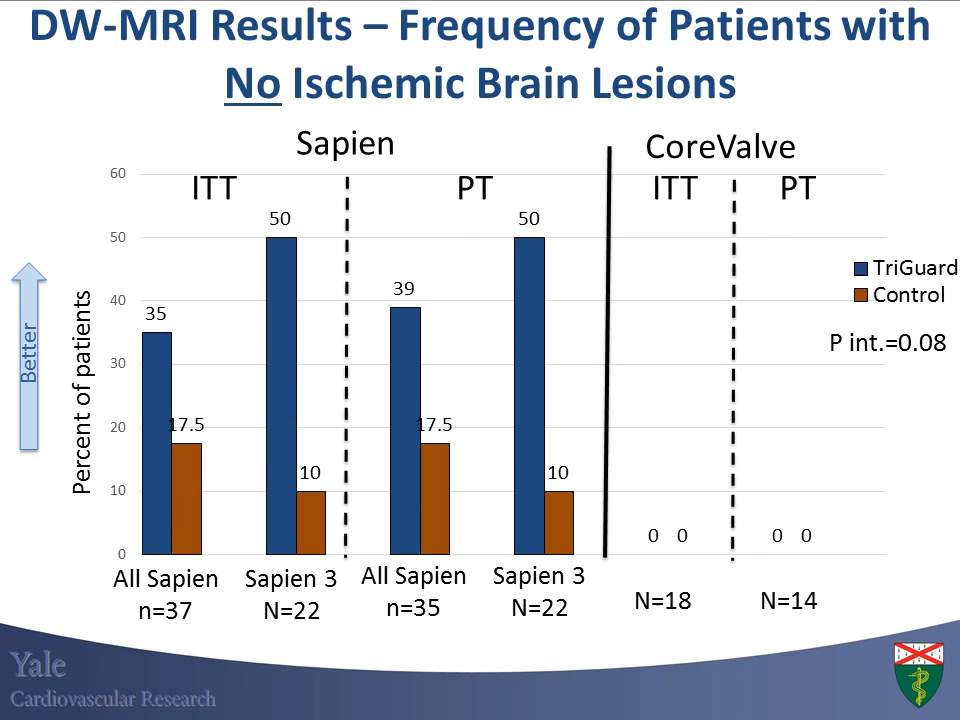 DW-MRI Results – Frequency of Patients with
No Ischemic Brain Lesions
Sapien
CoreValve
ITT
PT
ITT
PT
60
50
40
30
20
10
0
Percent of patients
Better
35
17.5
50
10
39
17.5
50
10
0 0
0 0
TriGuard
Control
P int.=0.08
All Sapien
n=37
Sapien 3
N=22
All Sapien
n=35
Sapien 3
N=22
N=18
N=14
Yale
Cardiovascular Research